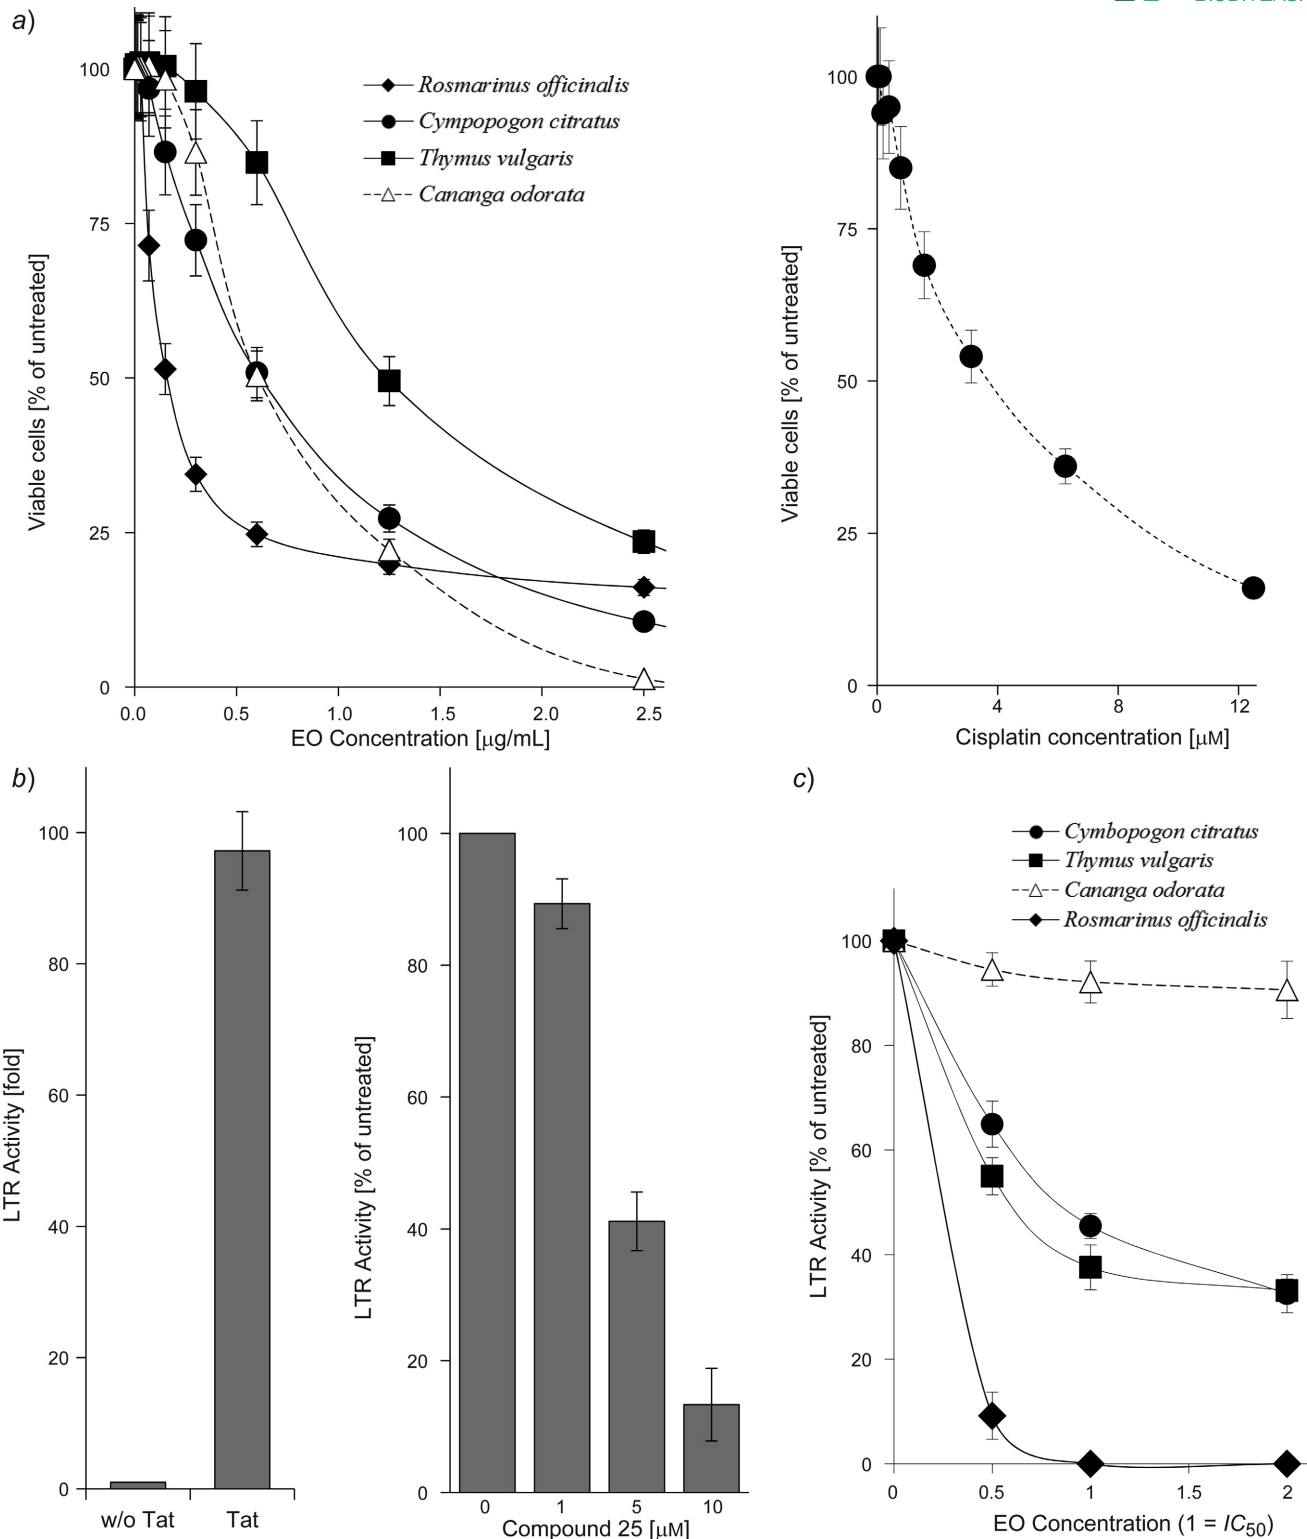 a)
100
75
50
25
0
Viable cells [% of untreated]
0.0 0.5 1.0 1.5 2.0 2.5
EO Concentration [μg/mL]
Rosmarinus officinalis
Cympopogon citratus
Thymus vulgaris
Cananga odorata
100
75
50
25
0
Viable cells [% of untreated]
0 4 8 12
Cisplatin concentration [μM]
b)
100
80
60
40
20
0
LTR Activity [fold]
w/o Tat Tat
100
80
60
40
20
0
LTR Activity [% of untreated]
0 1 5 10
Compound 25 [μM]
c)
Cymbopogon citratus
Thymus vulgaris
Cananga odorata
Rosmarinus officinalis
100
80
60
40
20
0
LTR Activity [% of untreated]
0 0.5 1 1.5 2
EO Concentration (1 = IC50)